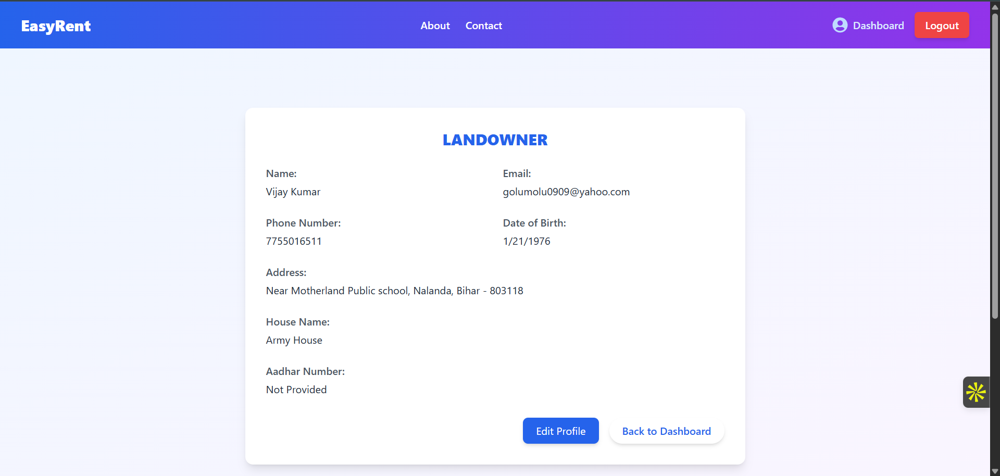 EasyRent
About
Contact
Dashboard
Logout
LANDOWNER
Name:
Vijay Kumar
Email:
golumolu0909@yahoo.com
Phone Number:
7755016511
Date of Birth:
1/21/1976
Address:
Near Motherland Public school, Nalanda, Bihar - 803118
House Name:
Army House
Aadhar Number:
Not Provided
Edit Profile
Back to Dashboard